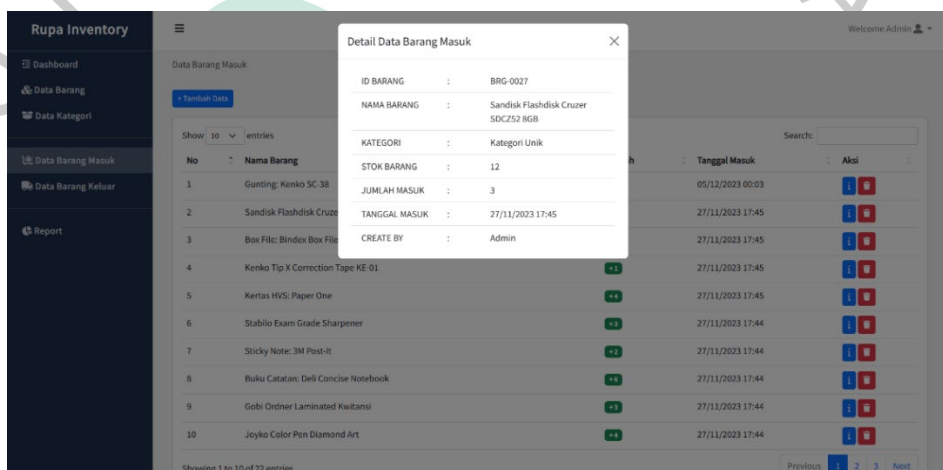 Rupa Inventory
Welcome Admin
Dashboard
Data Barang
Data Kategori
Data Barang Masuk
Data Barang Keluar
Report
Data Barang Masuk
+ Tambah Data
Show 10 entries
Search:
No Nama Barang h Tanggal Masuk Aksi
1 Gunting: Kenko SC-38 05/12/2023 00:03
2 Sandisk Flashdisk Cruze 27/11/2023 17:45
3 Box File: Bindex Box File 27/11/2023 17:45
4 Kenko Tip X Correction Tape KE-01 +1 27/11/2023 17:45
5 Kertas HVS: Paper One +4 27/11/2023 17:45
6 Stabilo Exam Grade Sharpener +3 27/11/2023 17:44
7 Sticky Note: 3M Post-It +2 27/11/2023 17:44
8 Buku Catatan: Deli Concise Notebook +6 27/11/2023 17:44
9 Gobi Ordner Laminated Kwitansi +3 27/11/2023 17:44
10 Joyko Color Pen Diamond Art +4 27/11/2023 17:44
Showing 1 to 10 of 22 entries
Previous 1 2 3 Next
Detail Data Barang Masuk
ID BARANG : BRG-0027
NAMA BARANG : Sandisk Flashdisk Cruzer
SDCZ52 8GB
KATEGORI : Kategori Unik
STOK BARANG : 12
JUMLAH MASUK : 3
TANGGAL MASUK : 27/11/2023 17:45
CREATE BY : Admin